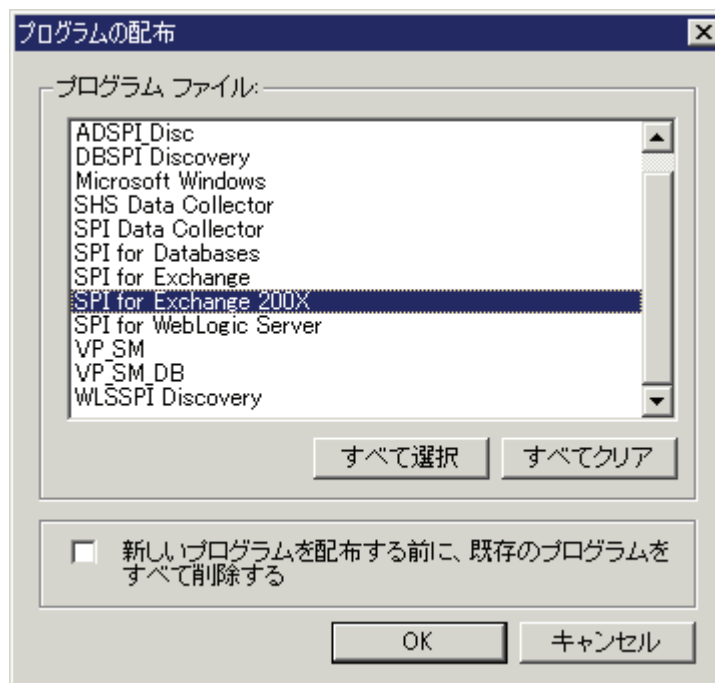 プログラムの配布
プログラム ファイル:
ADSPI_Disc
DBSPI Discovery
Microsoft Windows
SHS Data Collector
SPI Data Collector
SPI for Databases
SPI for Exchange
SPI for Exchange 200X
SPI for WebLogic Server
VP_SM
VP_SM_DB
WLSSPI Discovery
すべて選択 すべてクリア
新しいプログラムを配布する前に、既存のプログラムを
すべて削除する
OK キャンセル